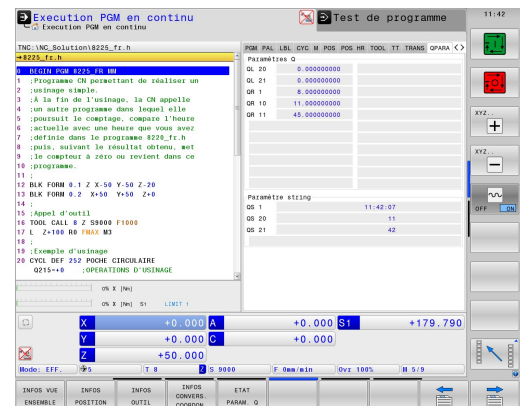 Execution PGM en continu
Execution PGM en continu
Test de programme
11:42
TNC:\NC_Solution\8225_fr.h
→8225_fr.h
0 BEGIN PGM 8225_FR MM
1 ;Programme CN permettant de réaliser un
2 ;usinage simple.
3 ;À la fin de l'usinage, la CN appelle
4 ;un autre programme dans lequel elle
5 ;poursuit le comptage, compare l'heure
6 ;actuelle avec une heure que vous avez
7 ;définie dans le programme 8220_fr.h
8 ;puis, suivant le résultat obtenu, met
9 ;le compteur à zéro ou revient dans ce
10 ;programme.
11 ;
12 BLK FORM 0.1 Z X-50 Y-50 Z-20
13 BLK FORM 0.2 X+50 Y+50 Z+0
14 ;
15 ;Appel d'outil
16 TOOL CALL 8 Z S9000 F1000
17 L Z+100 R0 FMAX M3
18 ;
19 ;Exemple d'usinage
20 CYCL DEF 252 POCHE CIRCULAIRE
Q215=+0 ;OPERATIONS D'USINAGE
0% X [Nm]
0% X [Nm] S1 LIMIT 1
PGM PAL LBL CYC M POS POS HR TOOL TT TRANS QPARA
Paramètres Q
QL 20 0.000000000
QL 21 0.000000000
QR 1 6.000000000
QR 10 11.000000000
QR 11 45.000000000
Paramètre string
QS 1 11:42:07
QS 20 11
QS 21 42
X +0.000 A +0.000 S1 +179.790
Y +0.000 C +0.000
Z +50.000
Mode: EFF. 5 T 8 Z S 9000 F 0mm/min Ovr 100% M 5/9
INFOS VUE ENSEMBLE
INFOS POSITION
INFOS OUTIL
INFOS CONVERS. COORDON.
ETAT PARAM. Q
XYZ..
+
XYZ..
−
OFF ON